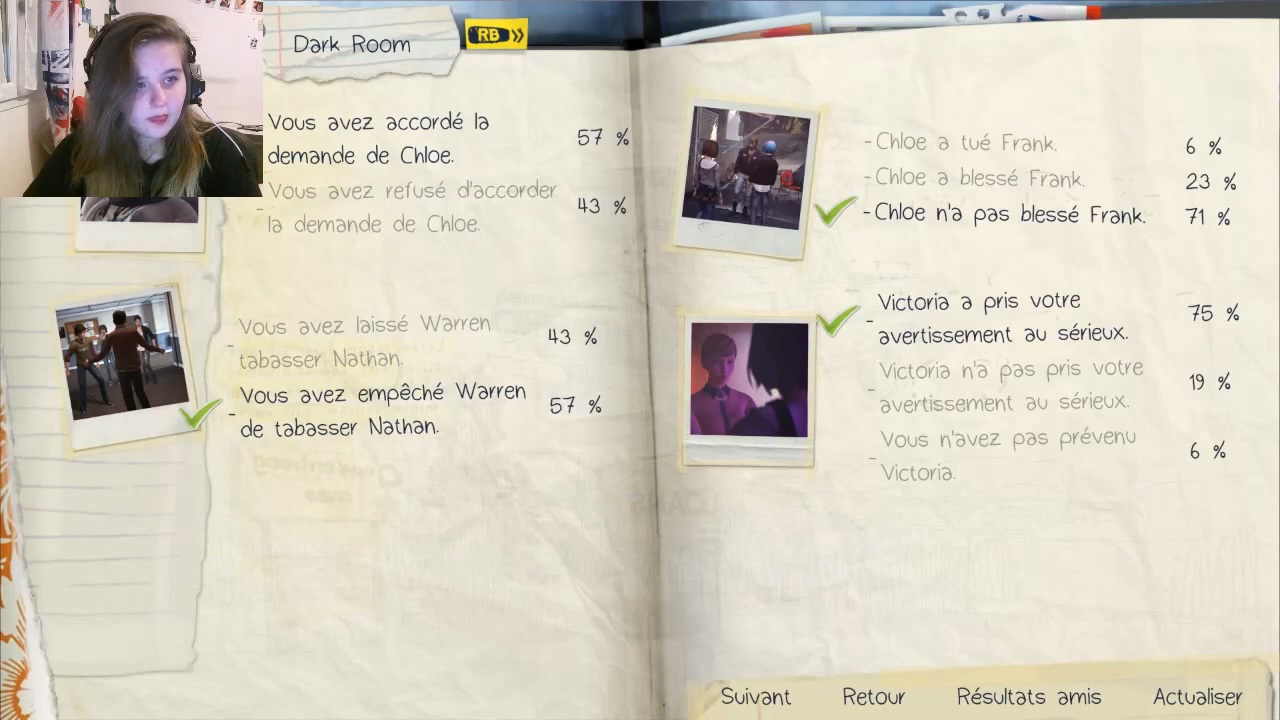 Dark Room
RB
Vous avez accordé la
demande de Chloe.
57 %
- Vous avez refusé d'accorder
la demande de Chloe.
43 %
- Vous avez laissé Warren
tabasser Nathan.
43 %
- Vous avez empêché Warren
de tabasser Nathan.
57 %
- Chloe a tué Frank.
6 %
- Chloe a blessé Frank.
23 %
- Chloe n'a pas blessé Frank.
71 %
- Victoria a pris votre
avertissement au sérieux.
75 %
- Victoria n'a pas pris votre
avertissement au sérieux.
19 %
- Vous n'avez pas prévenu
Victoria.
6 %
Suivant Retour Résultats amis Actualiser